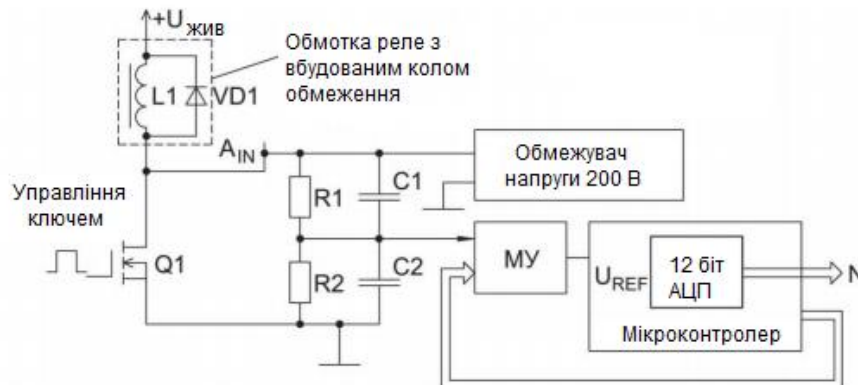 +Uжив
Обмотка реле з
вбудованим колом
обмеження
L1
VD1
AIN
Обмежувач
напруги 200 В
Управління
ключем
R1
C1
Q1
R2
C2
МУ
UREF
12 біт
АЦП
N
Мікроконтролер